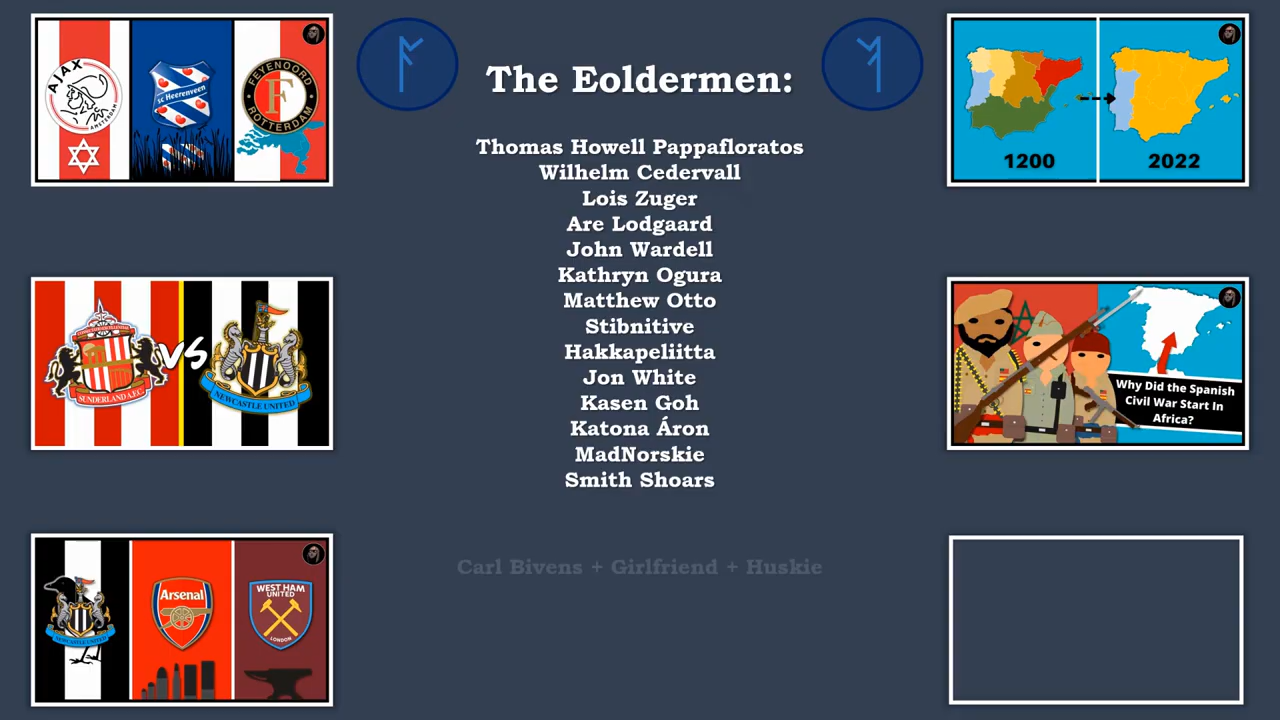 The Eoldermen:
Thomas Howell Pappafloratos
Wilhelm Cedervall
Lois Zuger
Are Lodgaard
John Wardell
Kathryn Ogura
Matthew Otto
Stibnitive
Hakkapeliitta
Jon White
Kasen Goh
Katona Áron
MadNorskie
Smith Shoars
Carl Bivens + Girlfriend + Huskie
AJAX
AMSTERDAM
sc Heerenveen
FEYENOORD
F
ROTTERDAM
SUNDERLAND A.F.C.
VS
NEWCASTLE UNITED
NEWCASTLE UNITED
Arsenal
WEST HAM
UNITED
LONDON
1200
2022
Why Did the Spanish
Civil War Start In
Africa?